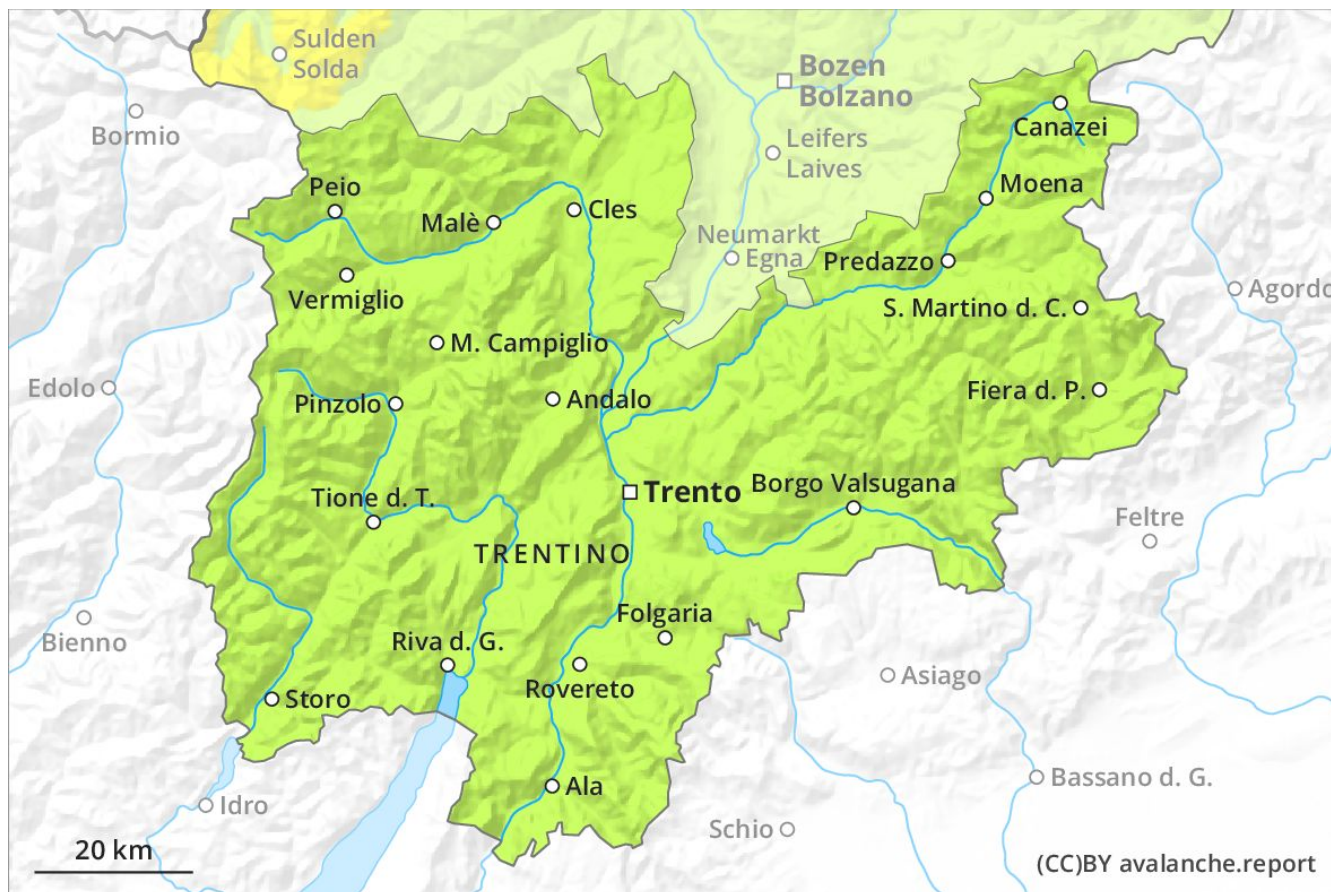 Sulden
Solda
Bozen
Bolzano
Bormio
Canazei
Leifers
Laives
Peio
Moena
Malè
Cles
Neumarkt
Egna
Predazzo
Vermiglio
Agordo
S. Martino d. C.
M. Campiglio
Edolo
Pinzolo
Andalo
Fiera d. P.
Tione d. T.
Trento
Borgo Valsugana
Feltre
TRENTINO
Bienno
Riva d. G.
Folgaria
Storo
Rovereto
Asiago
Idro
Ala
Bassano d. G.
Schio
20 km
(CC)BY avalanche.report